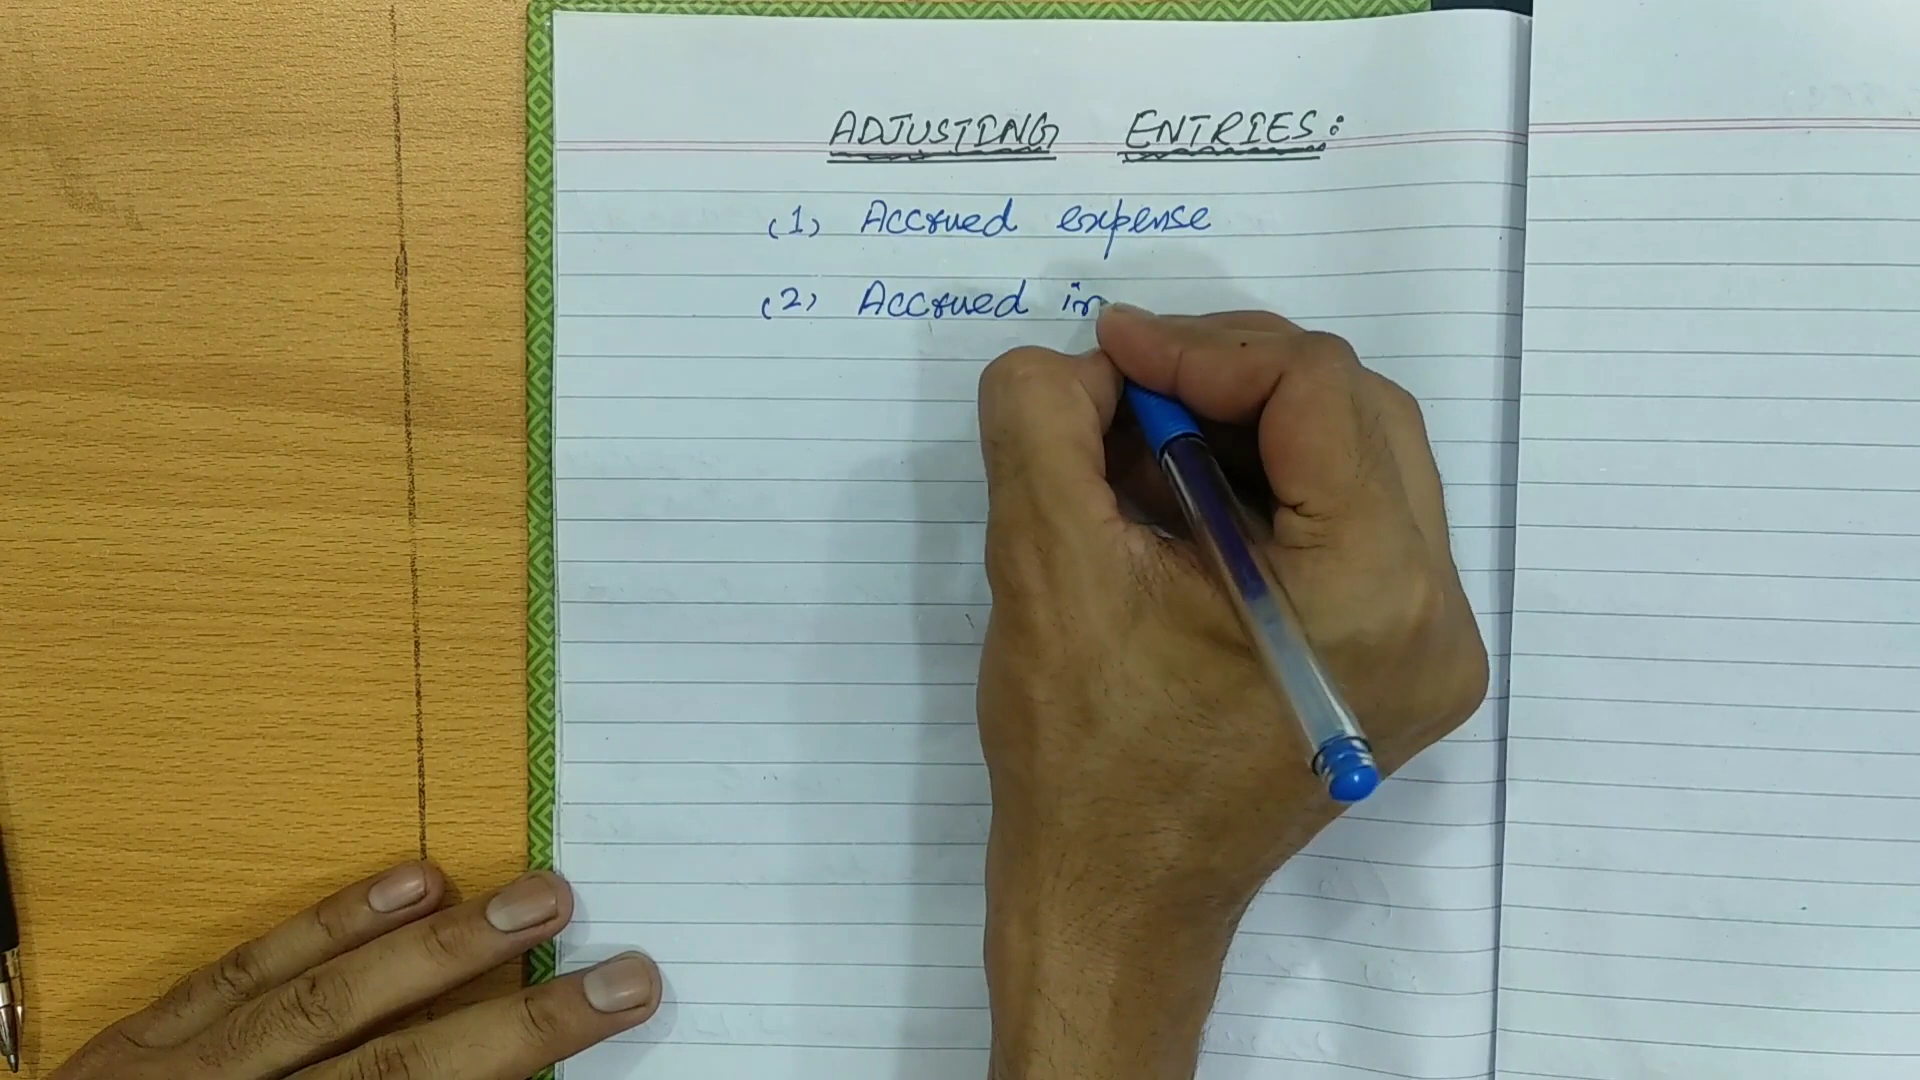 ADJUSTING ENTRIES:
(1) Accrued expense
(2) Accrued in